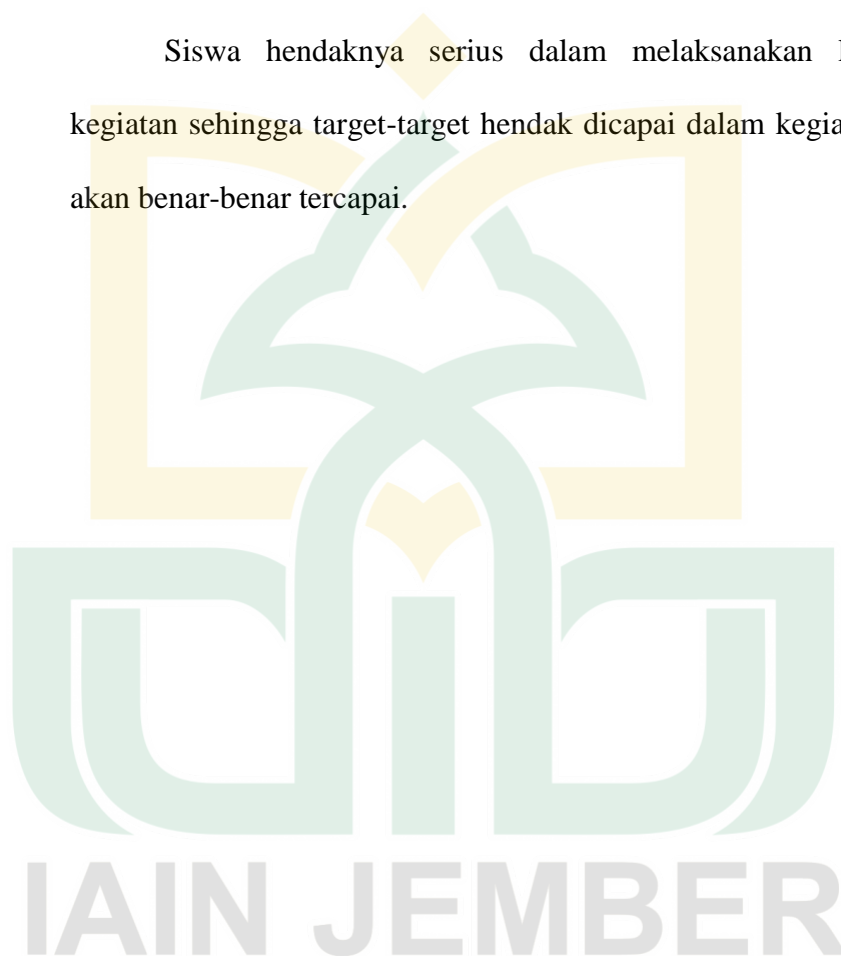 Siswa hendaknya serius dalam melaksanakan
kegiatan sehingga target-target hendak dicapai dalam
akan benar-benar tercapai.
IAIN JEMBER